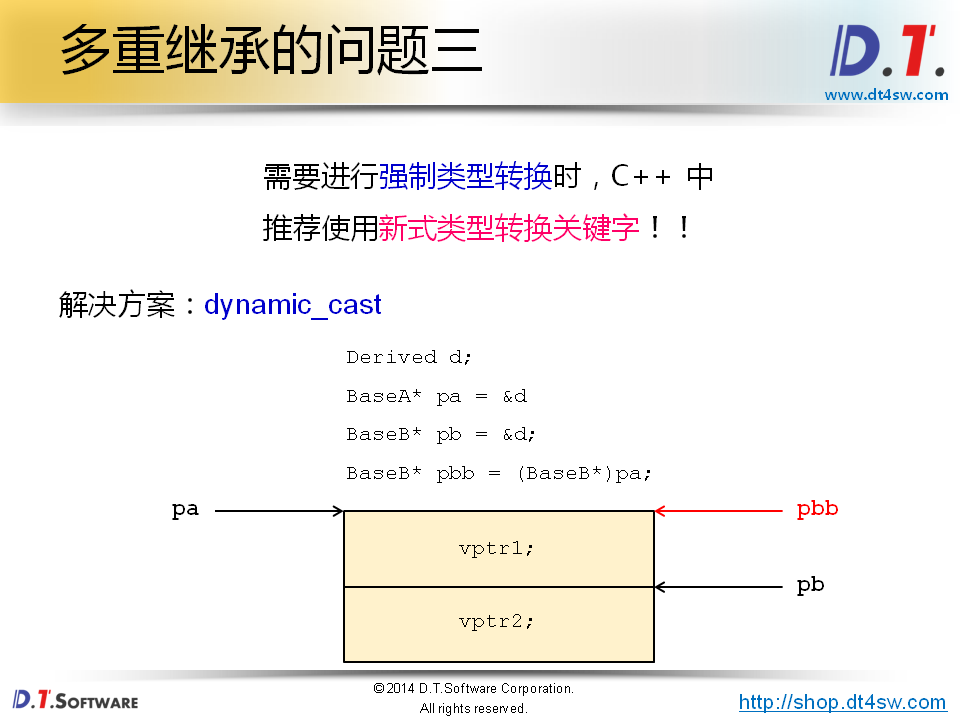 多重继承的问题三
D.T.
www.dt4sw.com
需要进行强制类型转换时，C++ 中
推荐使用新式类型转换关键字！！
解决方案：dynamic_cast
Derived d;
BaseA* pa = &d
BaseB* pb = &d;
BaseB* pbb = (BaseB*)pa;
pa
pbb
vptr1;
pb
vptr2;
D.T.SOFTWARE
©2014 D.T.Software Corporation.
All rights reserved.
http://shop.dt4sw.com